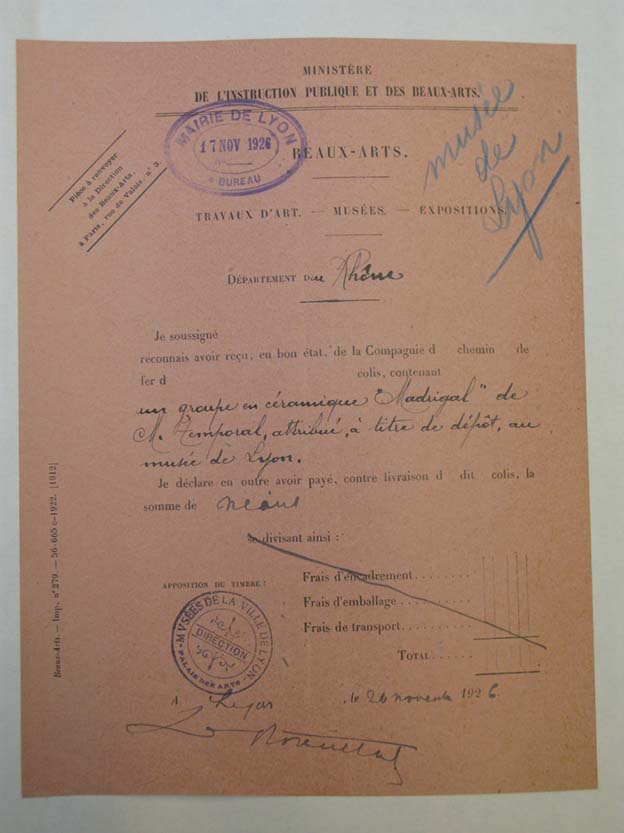 MINISTÈRE
DE L'INSTRUCTION PUBLIQUE ET DES BEAUX-ARTS.
musée
de
Lyon
MAIRIE DE LYON
17 NOV 1926
BUREAU
BEAUX-ARTS.
Pièce à renvoyer
à la Direction
des Beaux-Arts,
à Paris, rue de Valois, n° 3.
TRAVAUX D'ART. — MUSÉES. — EXPOSITIONS.
DÉPARTEMENT Du Rhône
Je soussigné
reconnais avoir reçu, en bon état, de la Compagnie d chemin de
fer d colis, contenant
un groupe en céramique "Madrigal" de
M. Temporal, attribué, à titre de dépôt, au
musée de Lyon.
Je déclare en outre avoir payé, contre livraison d dit colis, la
somme de Néant
se divisant ainsi :
Frais d'encadrement
Frais d'emballage
Frais de transport
TOTAL
APPOSITION DU TIMBRE :
MVSÉES DE LA VILLE DE LYON
DIRECTION
PALAIS DES ARTS
A Lyon, le 26 novembre 1926
Beaux-Arts. — Imp. n° 279. — 56-665 c-1922. [1912]